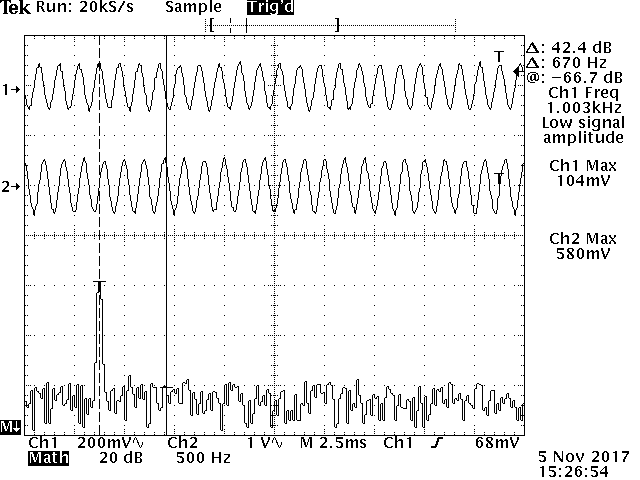 Tek Run: 20kS/s Sample Trig'd
T
Δ: 42.4 dB
Δ: 670 Hz
@: −66.7 dB
1→
Ch1 Freq
1.003kHz
Low signal
amplitude
Ch1 Max
104mV
2→
T
Ch2 Max
580mV
M↓
Ch1 200mV∿ Ch2 1 V∿ M 2.5ms Ch1 ʃ 68mV
Math 20 dB 500 Hz
5 Nov 2017
15:26:54